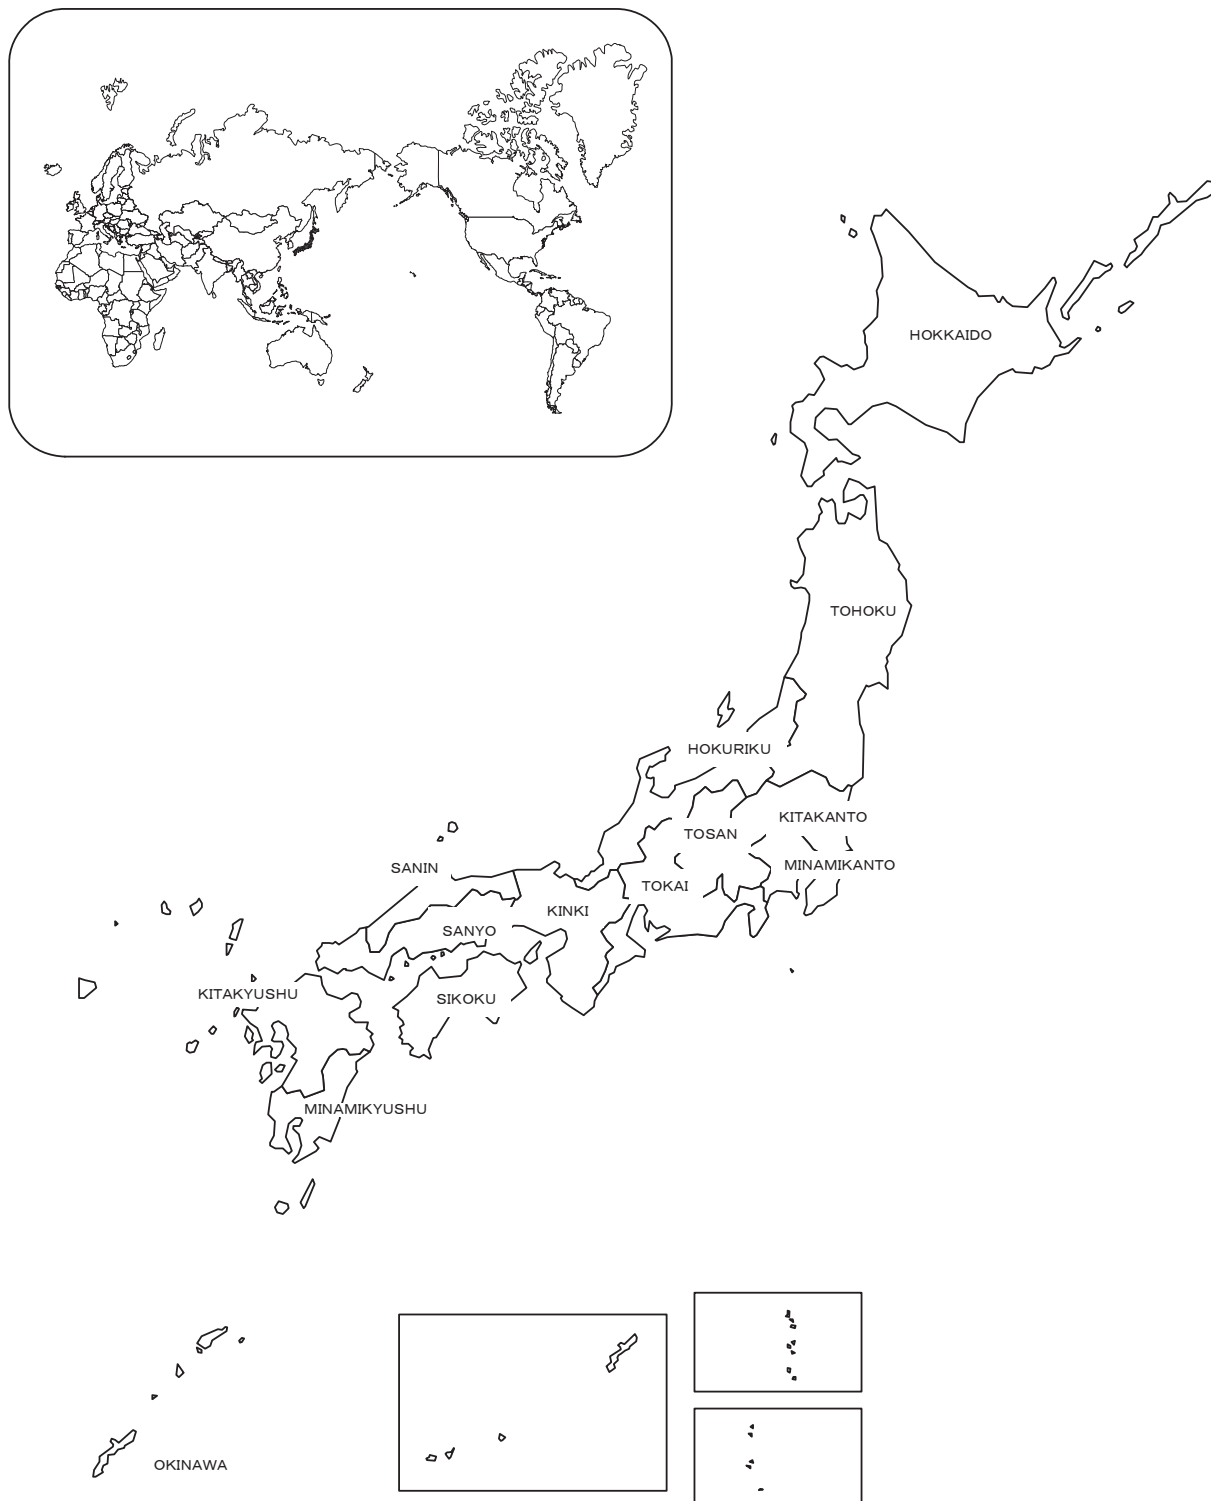 HOKKAIDO
TOHOKU
HOKURIKU
KITAKANTO
TOSAN
MINAMIKANTO
SANIN
TOKAI
KINKI
SANYO
KITAKYUSHU
SIKOKU
MINAMIKYUSHU
OKINAWA